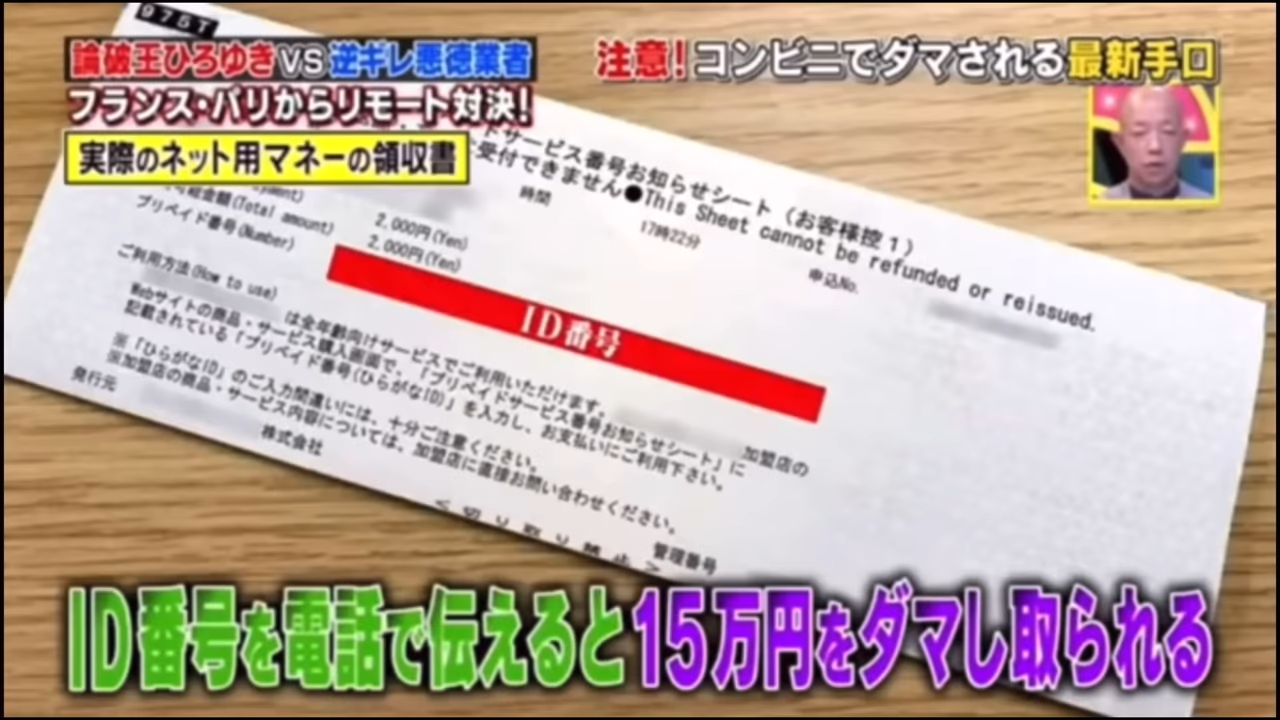 975T
論破王ひろゆきVS逆ギレ悪徳業者
フランス・パリからリモート対決!
実際のネット用マネーの領収書
注意!コンビニでダマされる最新手口
ドサービス番号お知らせシート(お客様控1)
受付できません●This Sheet cannot be refunded or reissued.
時間
17時22分
申込No.
2,000円(Yen)
金額(Total amount)
2,000円(Yen)
プリペイド番号(Number)
ID番号
ご利用方法(How to use)
は全年齢向けサービスでご利用いただけます。
加盟店の
Webサイトの商品・サービス購入画面で、「プリペイドサービス番号お知らせシート」に
記載されている「プリペイド番号(ひらがなID)」を入力し、お支払いにご利用下さい。
※「ひらがなID」のご入力間違いには、十分ご注意ください。
※加盟店の商品・サービス内容については、加盟店に直接お問い合わせください。
発行元
株式会社
管理番号
ID番号を電話で伝えると15万円をダマし取られる